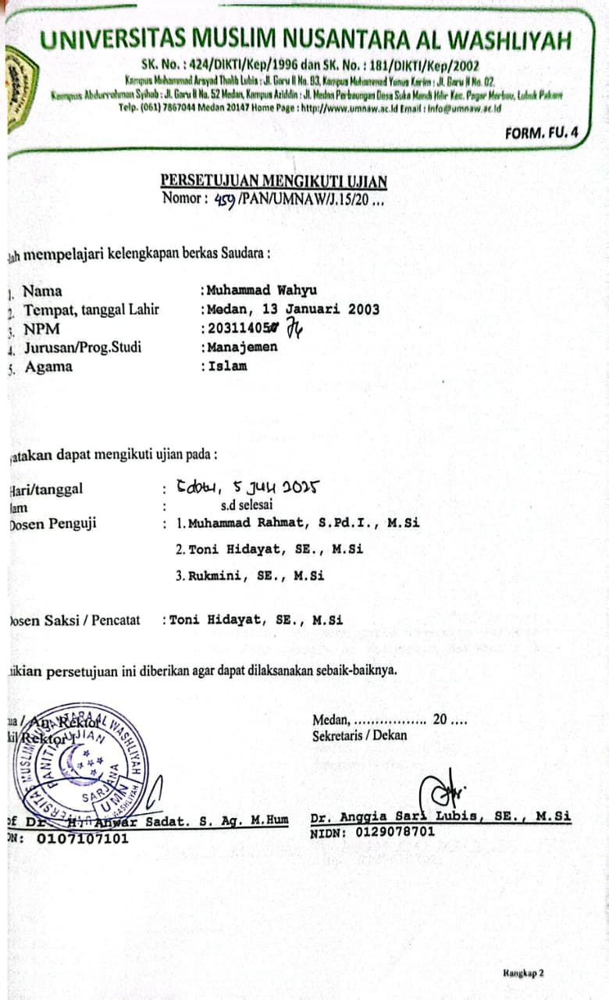 UNIVERSITAS MUSLIM NUSANTARA AL WASHLIYAH
SK. No. : 424/DIKTI/Kep/1996 dan SK. No. : 181/DIKTI/Kep/2002
Kampus Muhammad Arsyad Thalib Lubis : Jl. Garu II No. 93, Kampus Muhammad Yunus Karim : Jl. Garu II No. 02,
Kampus Abdurrahman Syihab : Jl. Garu II No. 52 Medan, Kampus Aziddin : Jl. Medan Perbaungan Desa Suka Mandi Hilir Kec. Pagar Merbau, Lubuk Pakam
Telp. (061) 7867044 Medan 20147 Home Page : http://www.umnaw.ac.id Email : info@umnaw.ac.id
FORM. FU. 4
PERSETUJUAN MENGIKUTI UJIAN
Nomor : 459 /PAN/UMNAW/J.15/20 ...
lah mempelajari kelengkapan berkas Saudara :
1. Nama : Muhammad Wahyu
2. Tempat, tanggal Lahir : Medan, 13 Januari 2003
3. NPM : 20311405
4. Jurusan/Prog.Studi : Manajemen
5. Agama : Islam
yatakan dapat mengikuti ujian pada :
Hari/tanggal : Sabtu, 5 Juli 2025
Jam : s.d selesai
Dosen Penguji : 1. Muhammad Rahmat, S.Pd.I., M.Si
2. Toni Hidayat, SE., M.Si
3. Rukmini, SE., M.Si
Dosen Saksi / Pencatat : Toni Hidayat, SE., M.Si
ikian persetujuan ini diberikan agar dapat dilaksanakan sebaik-baiknya.
ua / An. Rektor
kil Rektor I
Medan, ................. 20 ....
Sekretaris / Dekan
UNIVERSITAS MUSLIM NUSANTARA AL WASHLIYAH
PANITIA UJIAN
SARJANA
UMN
WASHLIYAH
of Dr. H. Anwar Sadat. S. Ag. M.Hum
DN: 0107107101
Dr. Anggia Sari Lubis, SE., M.Si
NIDN: 0129078701
Rangkap 2